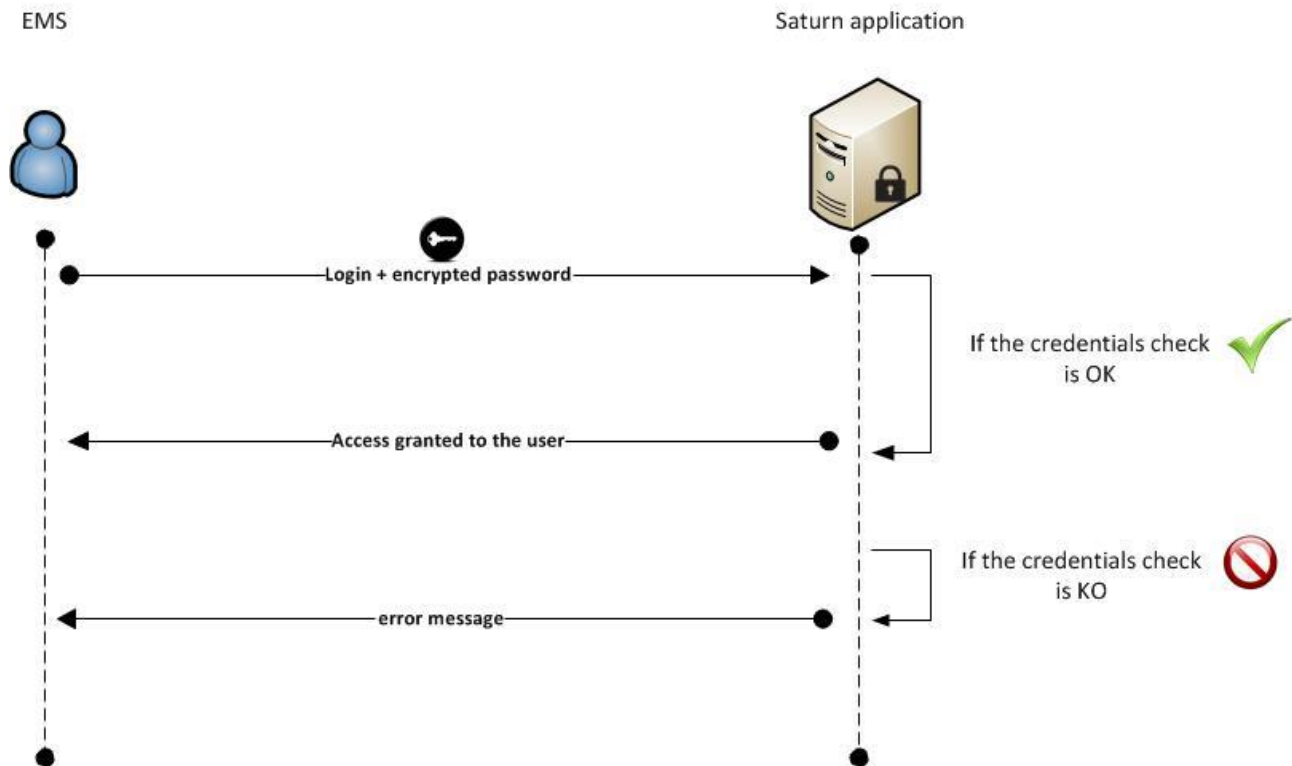 EMS
Saturn application
Login + encrypted password
If the credentials check
is OK
Access granted to the user
If the credentials check
is KO
error message